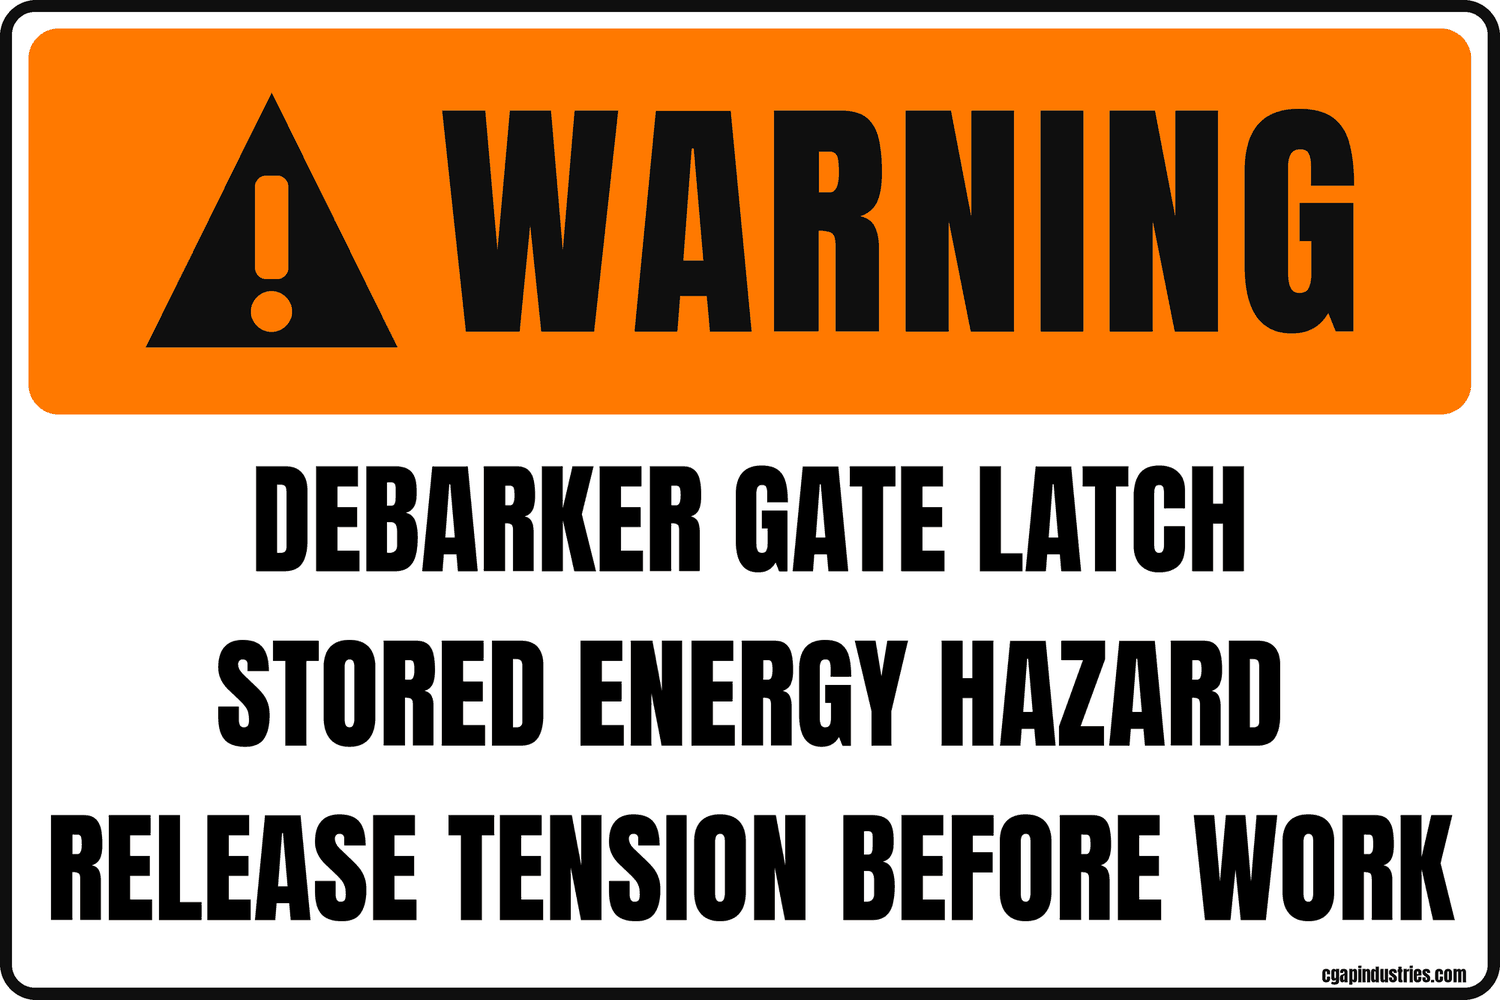 WARNING
DEBARKER GATE LATCH
STORED ENERGY HAZARD
RELEASE TENSION BEFORE WORK
cgapindustries.com